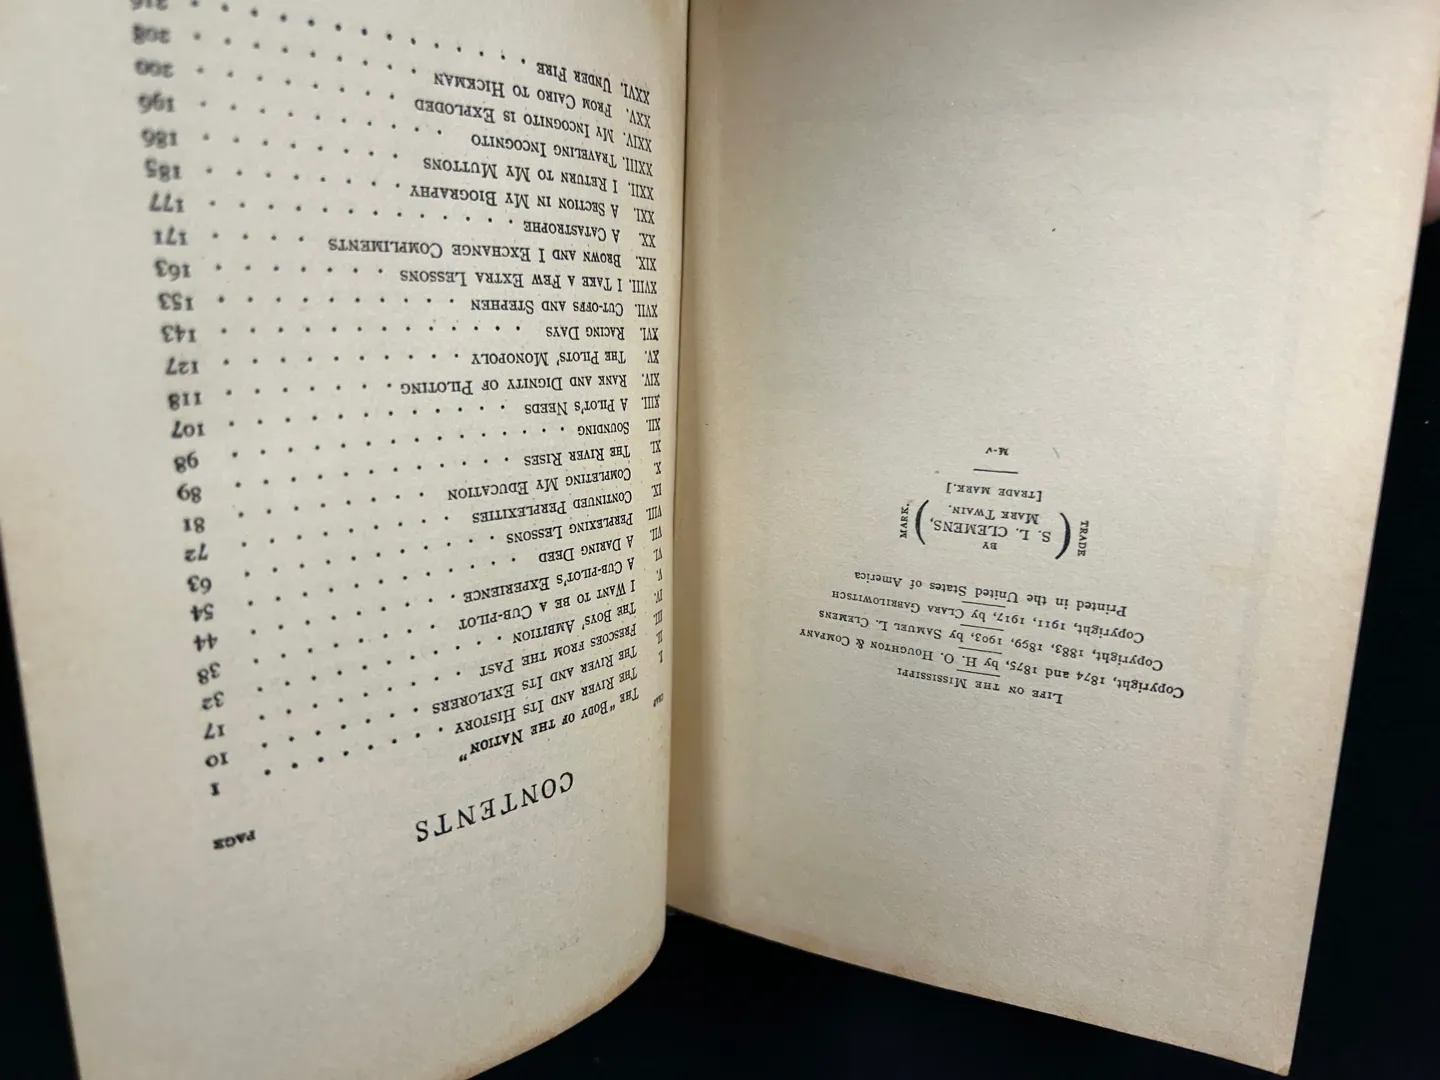 LIFE ON THE MISSISSIPPI
Copyright, 1874 and 1875, by H. O. HOUGHTON & COMPANY
Copyright, 1883, 1899, 1903, by SAMUEL L. CLEMENS
Copyright, 1911, 1917, by CLARA GABRILOWITSCH
Printed in the United States of America
BY
TRADE ( S. L. CLEMENS, ) MARK.
MARK TWAIN.
[TRADE MARK.]
M-V
CONTENTS
CHAP. PAGE
THE "BODY OF THE NATION"
I. THE RIVER AND ITS HISTORY 1
II. THE RIVER AND ITS EXPLORERS 10
III. FRESCOES FROM THE PAST 17
IV. THE BOYS' AMBITION 32
V. I WANT TO BE A CUB-PILOT 38
VI. A CUB-PILOT'S EXPERIENCE 44
VII. A DARING DEED 54
VIII. PERPLEXING LESSONS 63
IX. CONTINUED PERPLEXITIES 72
X. COMPLETING MY EDUCATION 81
XI. THE RIVER RISES 89
XII. SOUNDING 98
XIII. A PILOT'S NEEDS 107
XIV. RANK AND DIGNITY OF PILOTING 118
XV. THE PILOTS' MONOPOLY 127
XVI. RACING DAYS 143
XVII. CUT-OFFS AND STEPHEN 153
XVIII. I TAKE A FEW EXTRA LESSONS 163
XIX. BROWN AND I EXCHANGE COMPLIMENTS 171
XX. A CATASTROPHE 177
XXI. A SECTION IN MY BIOGRAPHY 185
XXII. I RETURN TO MY MUTTONS 186
XXIII. TRAVELING INCOGNITO 196
XXIV. MY INCOGNITO IS EXPLODED 200
XXV. FROM CAIRO TO HICKMAN 208
XXVI. UNDER FIRE 216